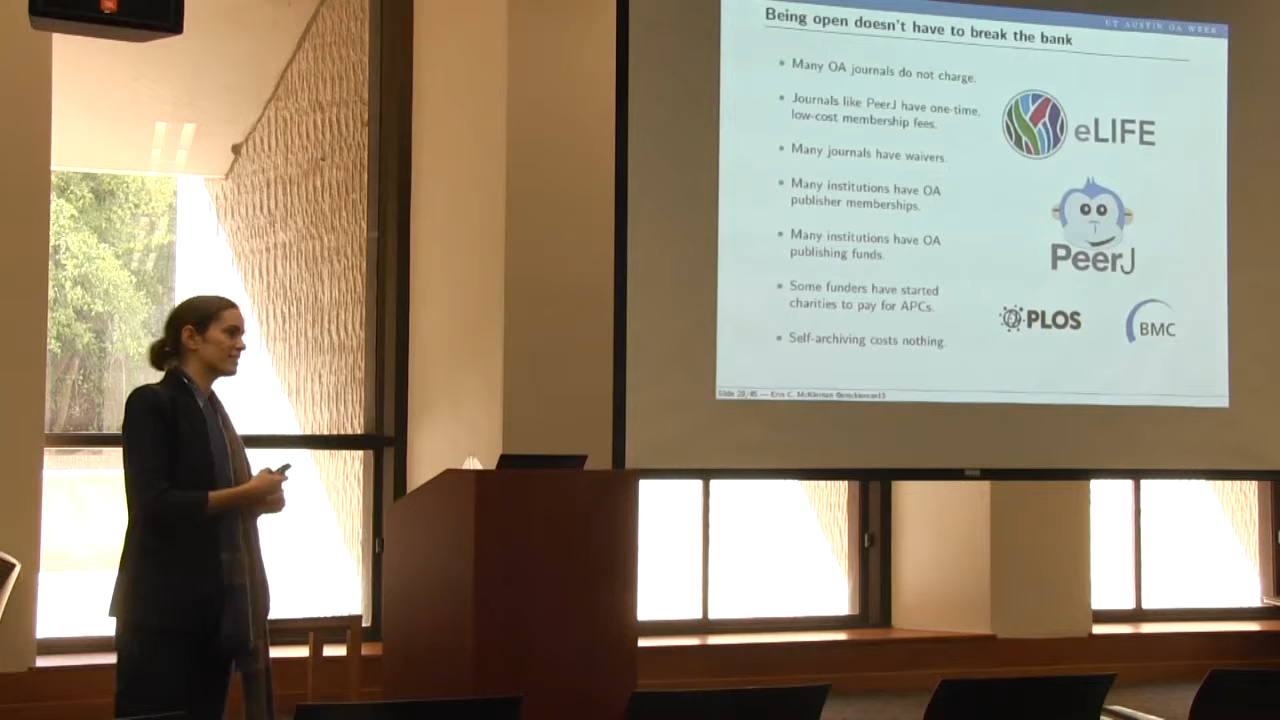 UT AUSTIN OA WEEK
Being open doesn't have to break the bank
Many OA journals do not charge.
Journals like PeerJ have one-time,
low-cost membership fees.
Many journals have waivers.
Many institutions have OA
publisher memberships.
Many institutions have OA
publishing funds.
Some funders have started
charities to pay for APCs.
Self-archiving costs nothing.
eLIFE
PeerJ
PLOS
BMC
Erin C. McKiernan